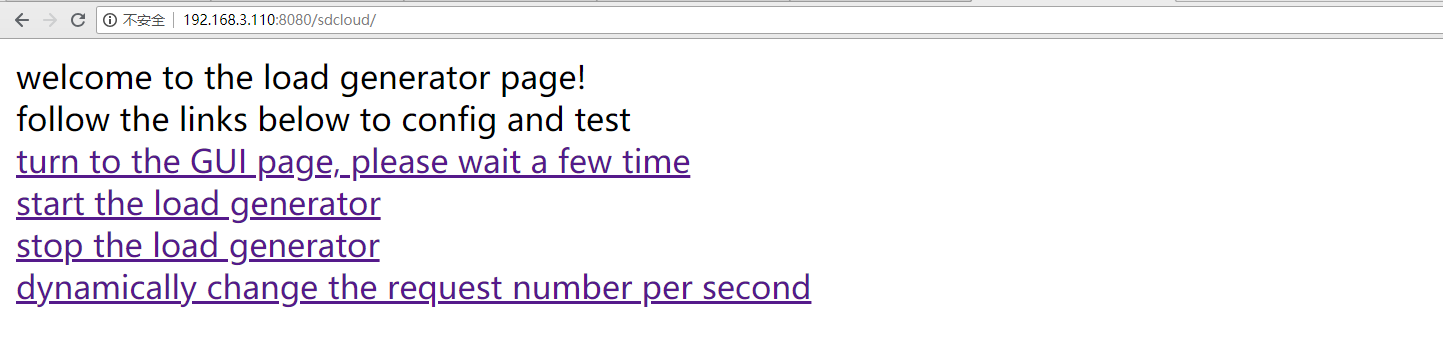 不安全 192.168.3.110:8080/sdcloud/
welcome to the load generator page!
follow the links below to config and test
turn to the GUI page, please wait a few time
start the load generator
stop the load generator
dynamically change the request number per second